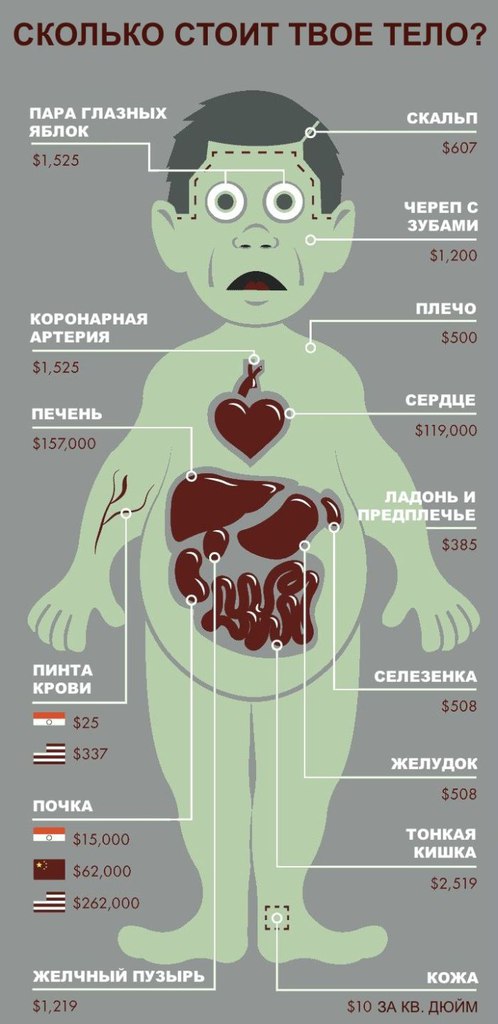 СКОЛЬКО СТОИТ ТВОЕ ТЕЛО?
ПАРА ГЛАЗНЫХ
ЯБЛОК
$1,525
СКАЛЬП
$607
ЧЕРЕП С
ЗУБАМИ
$1,200
КОРОНАРНАЯ
АРТЕРИЯ
$1,525
ПЛЕЧО
$500
ПЕЧЕНЬ
$157,000
СЕРДЦЕ
$119,000
ЛАДОНЬ И
ПРЕДПЛЕЧЬЕ
$385
ПИНТА
КРОВИ
$25
$337
СЕЛЕЗЕНКА
$508
ЖЕЛУДОК
$508
ПОЧКА
$15,000
$62,000
$262,000
ТОНКАЯ
КИШКА
$2,519
ЖЕЛЧНЫЙ ПУЗЫРЬ
$1,219
КОЖА
$10 ЗА КВ. ДЮЙМ